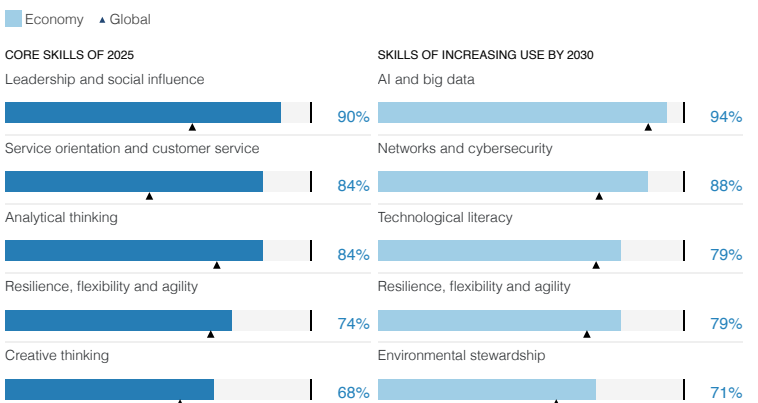 Economy Global
CORE SKILLS OF 2025
Leadership and social influence
90%
Service orientation and customer service
84%
Analytical thinking
84%
Resilience, flexibility and agility
74%
Creative thinking
68%
SKILLS OF INCREASING USE BY 2030
AI and big data
94%
Networks and cybersecurity
88%
Technological literacy
79%
Resilience, flexibility and agility
79%
Environmental stewardship
71%